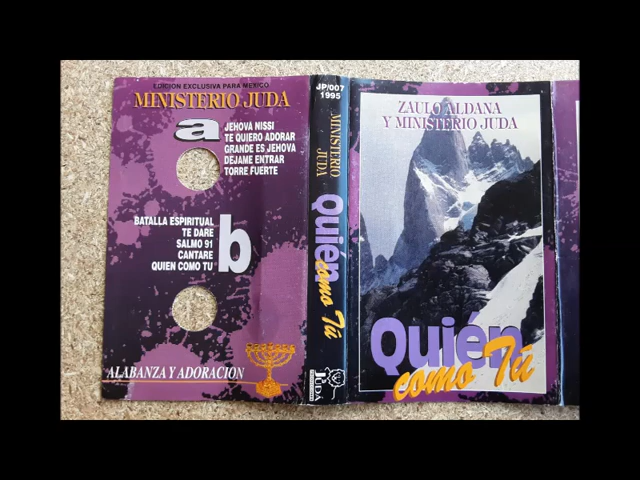 EDICION EXCLUSIVA PARA MEXICO
MINISTERIO JUDA
a
JEHOVA NISSI
TE QUIERO ADORAR
GRANDE ES JEHOVA
DEJAME ENTRAR
TORRE FUERTE
b
BATALLA ESPIRITUAL
TE DARE
SALMO 91
CANTARE
QUIEN COMO TU
ALABANZA Y ADORACION
JP/007
1995
MINISTERIO
JUDA
Quién
como Tú
JUDÁ
ZAULO ALDANA
Y MINISTERIO JUDA
Quién
como Tú